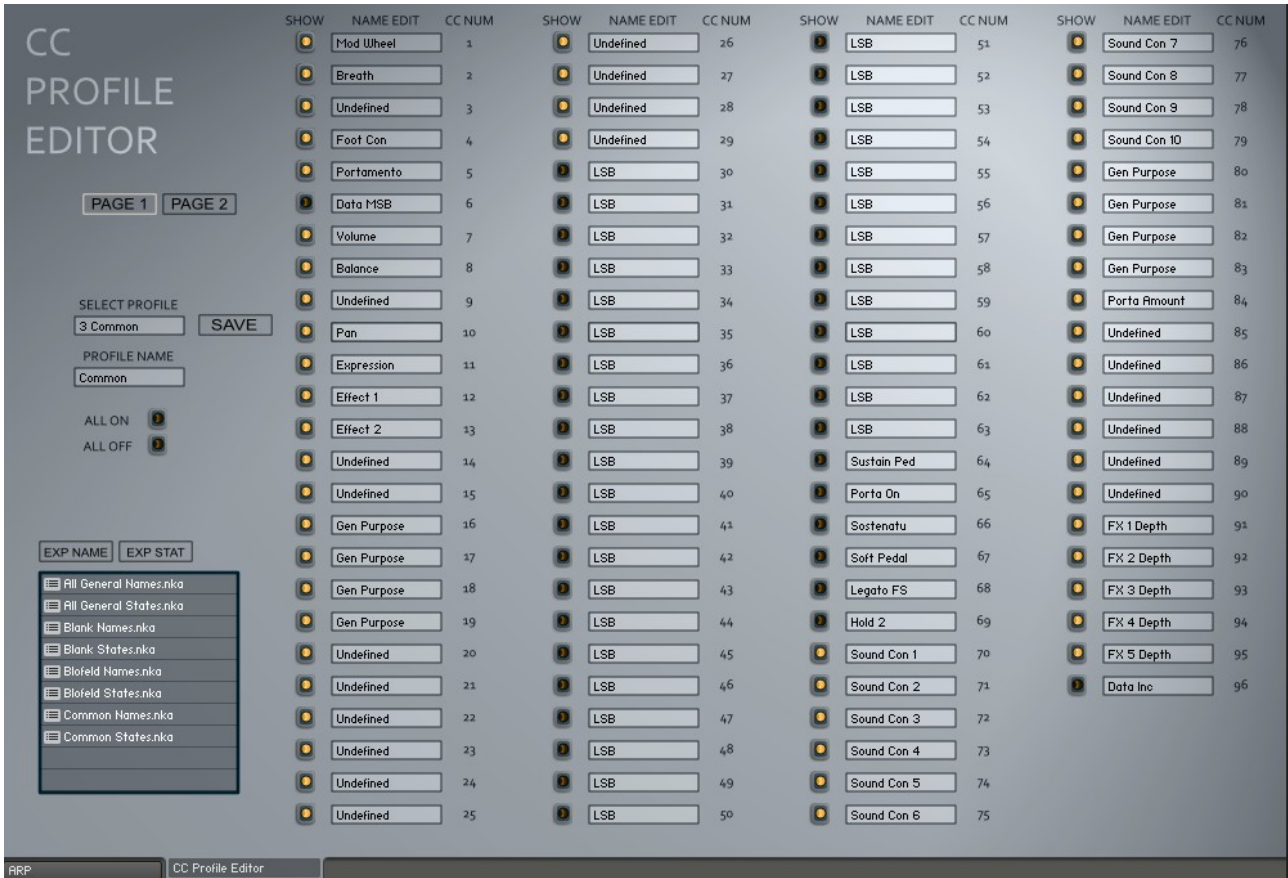 CC
PROFILE
EDITOR
PAGE 1 PAGE 2
SELECT PROFILE
3 Common SAVE
PROFILE NAME
Common
ALL ON
ALL OFF
EXP NAME EXP STAT
All General Names.nka
All General States.nka
Blank Names.nka
Blank States.nka
Blofeld Names.nka
Blofeld States.nka
Common Names.nka
Common States.nka
SHOW NAME EDIT CC NUM
Mod Wheel 1
Breath 2
Undefined 3
Foot Con 4
Portamento 5
Data MSB 6
Volume 7
Balance 8
Undefined 9
Pan 10
Expression 11
Effect 1 12
Effect 2 13
Undefined 14
Undefined 15
Gen Purpose 16
Gen Purpose 17
Gen Purpose 18
Gen Purpose 19
Undefined 20
Undefined 21
Undefined 22
Undefined 23
Undefined 24
Undefined 25
SHOW NAME EDIT CC NUM
Undefined 26
Undefined 27
Undefined 28
Undefined 29
LSB 30
LSB 31
LSB 32
LSB 33
LSB 34
LSB 35
LSB 36
LSB 37
LSB 38
LSB 39
LSB 40
LSB 41
LSB 42
LSB 43
LSB 44
LSB 45
LSB 46
LSB 47
LSB 48
LSB 49
LSB 50
SHOW NAME EDIT CC NUM
LSB 51
LSB 52
LSB 53
LSB 54
LSB 55
LSB 56
LSB 57
LSB 58
LSB 59
LSB 60
LSB 61
LSB 62
LSB 63
Sustain Ped 64
Porta On 65
Sostenatu 66
Soft Pedal 67
Legato FS 68
Hold 2 69
Sound Con 1 70
Sound Con 2 71
Sound Con 3 72
Sound Con 4 73
Sound Con 5 74
Sound Con 6 75
SHOW NAME EDIT CC NUM
Sound Con 7 76
Sound Con 8 77
Sound Con 9 78
Sound Con 10 79
Gen Purpose 80
Gen Purpose 81
Gen Purpose 82
Gen Purpose 83
Porta Amount 84
Undefined 85
Undefined 86
Undefined 87
Undefined 88
Undefined 89
Undefined 90
FX 1 Depth 91
FX 2 Depth 92
FX 3 Depth 93
FX 4 Depth 94
FX 5 Depth 95
Data Inc 96
ARP CC Profile Editor